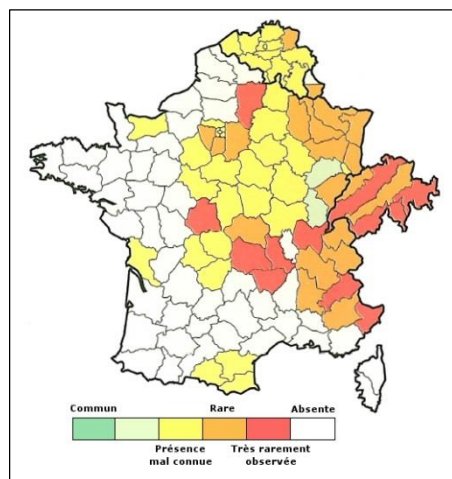 Commun Rare Absente
Présence Très rarement
mal connue observée